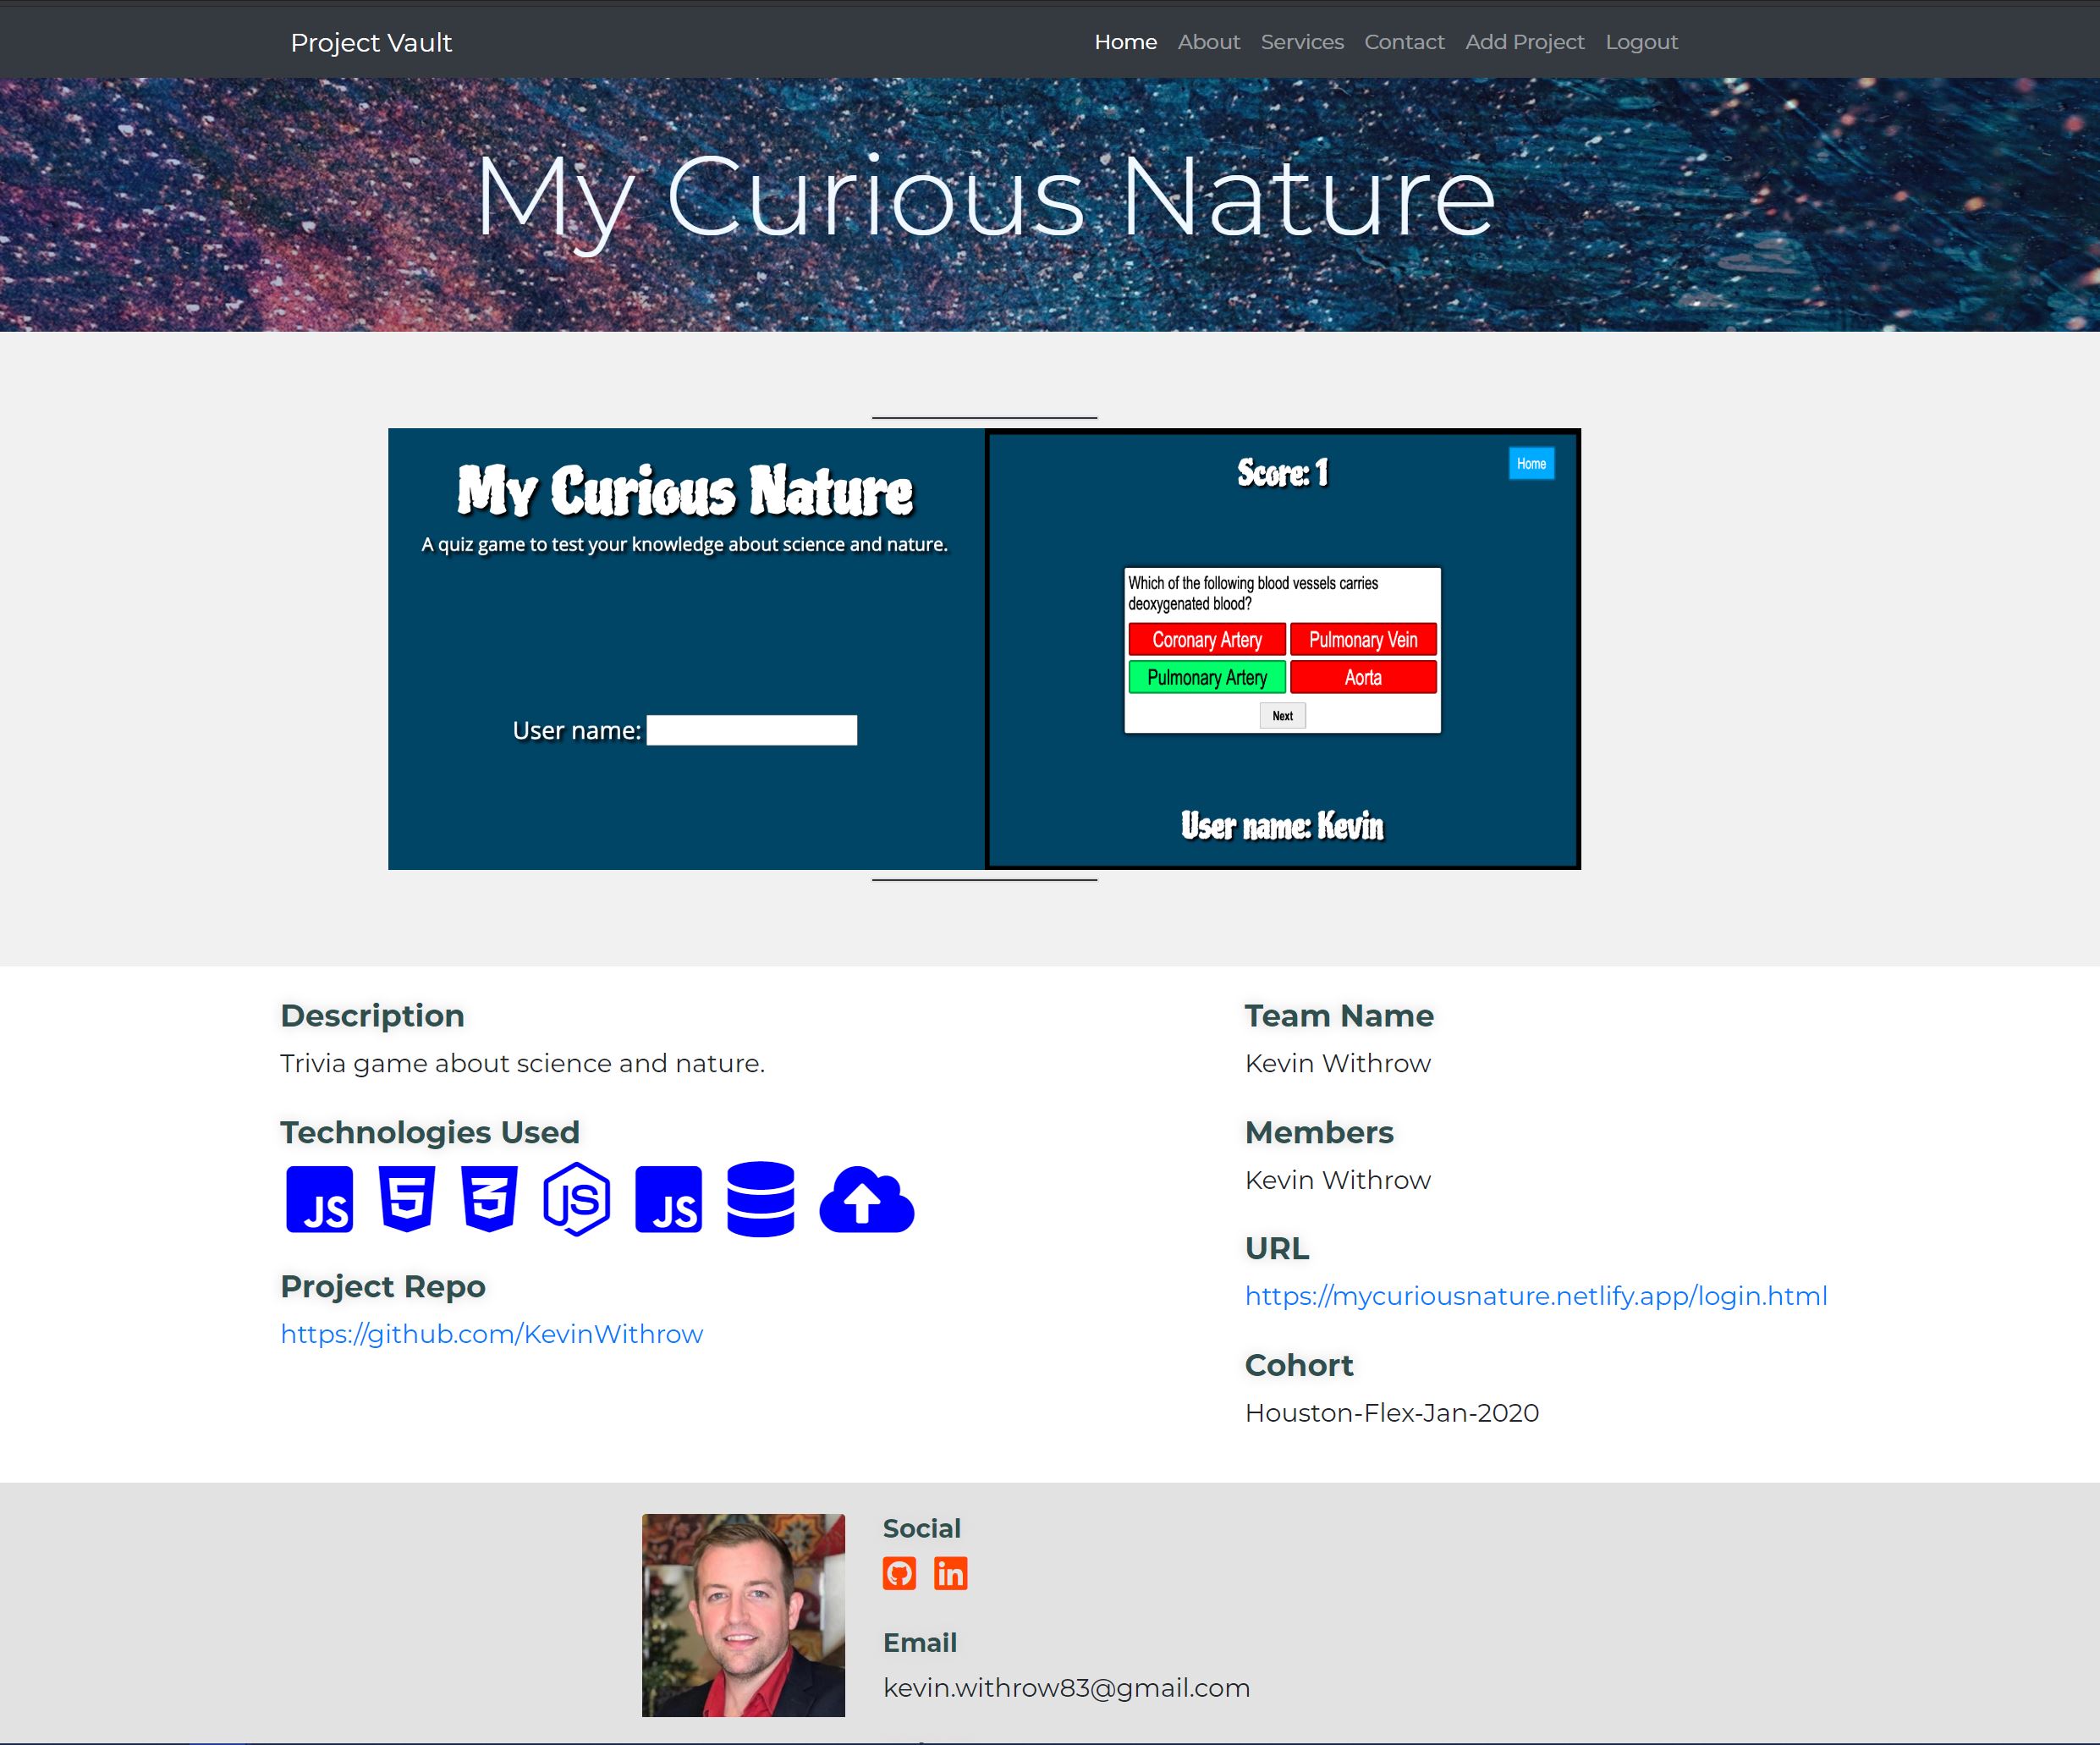 Project Vault
Home About Services Contact Add Project Logout
My Curious Nature
My Curious Nature
A quiz game to test your knowledge about science and nature.
User name:
Score: 1
Home
Which of the following blood vessels carries
deoxygenated blood?
Coronary Artery Pulmonary Vein
Pulmonary Artery Aorta
Next
User name: Kevin
Description
Trivia game about science and nature.
Technologies Used
JS 5 3 JS JS
Project Repo
https://github.com/KevinWithrow
Team Name
Kevin Withrow
Members
Kevin Withrow
URL
https://mycuriousnature.netlify.app/login.html
Cohort
Houston-Flex-Jan-2020
Social
in
Email
kevin.withrow83@gmail.com